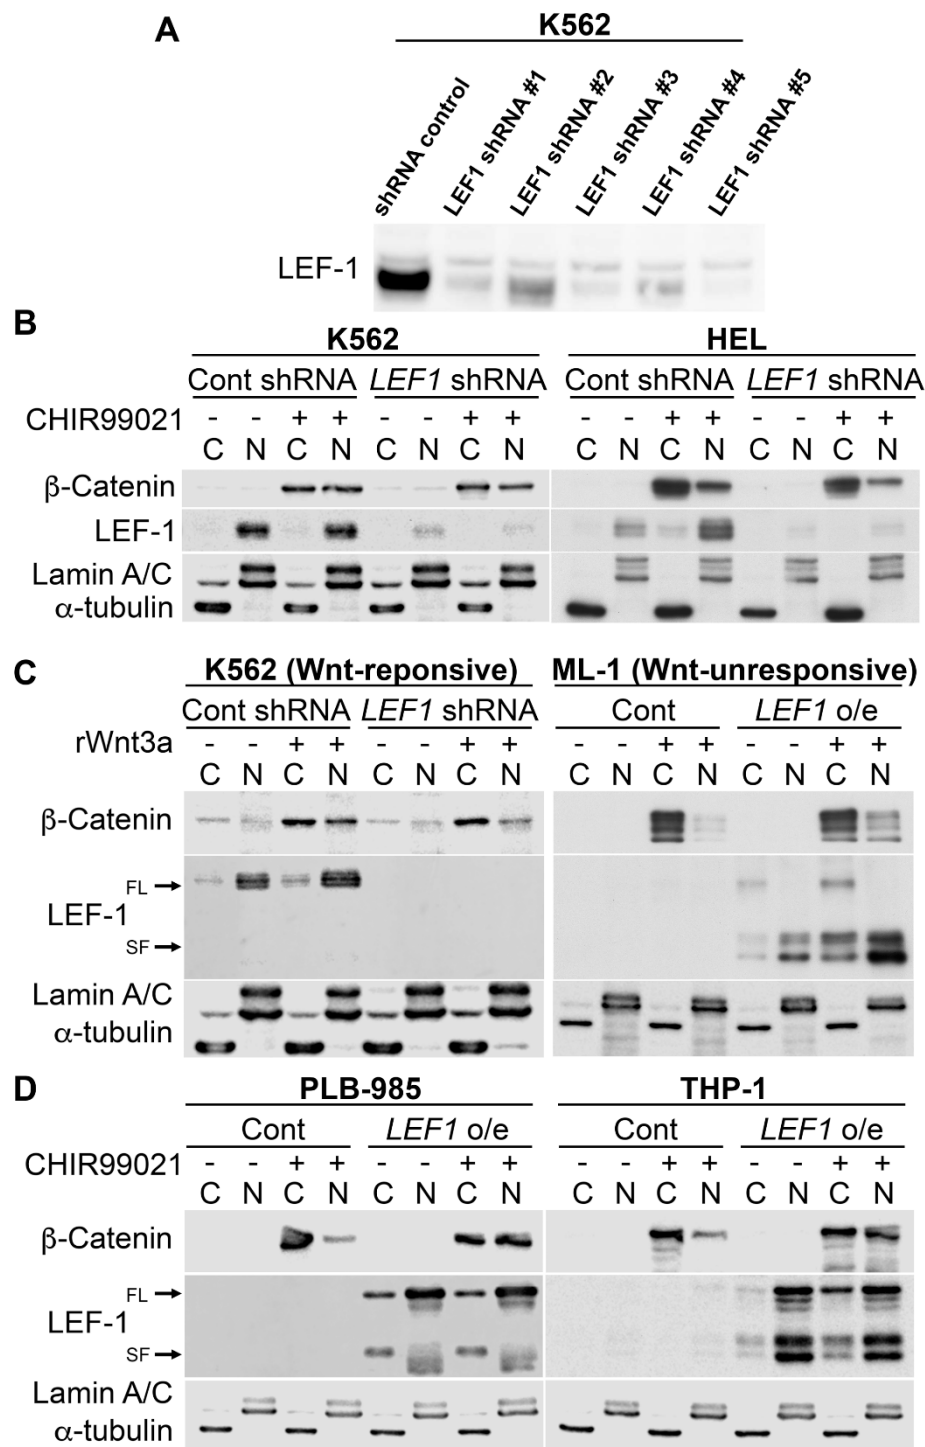 A
K562
shRNA control
LEF1 shRNA #1
LEF1 shRNA #2
LEF1 shRNA #3
LEF1 shRNA #4
LEF1 shRNA #5
LEF-1
B
K562 HEL
Cont shRNA LEF1 shRNA Cont shRNA LEF1 shRNA
CHIR99021 - - + + - - + + - - + + - - + +
C N C N C N C N C N C N C N C N
β-Catenin
LEF-1
Lamin A/C
α-tubulin
C
K562 (Wnt-reponsive) ML-1 (Wnt-unresponsive)
Cont shRNA LEF1 shRNA Cont LEF1 o/e
rWnt3a - - + + - - + + - - + + - - + +
C N C N C N C N C N C N C N C N
β-Catenin
FL
LEF-1
SF
Lamin A/C
α-tubulin
D
PLB-985 THP-1
Cont LEF1 o/e Cont LEF1 o/e
CHIR99021 - - + + - - + + - - + + - - + +
C N C N C N C N C N C N C N C N
β-Catenin
FL
LEF-1
SF
Lamin A/C
α-tubulin